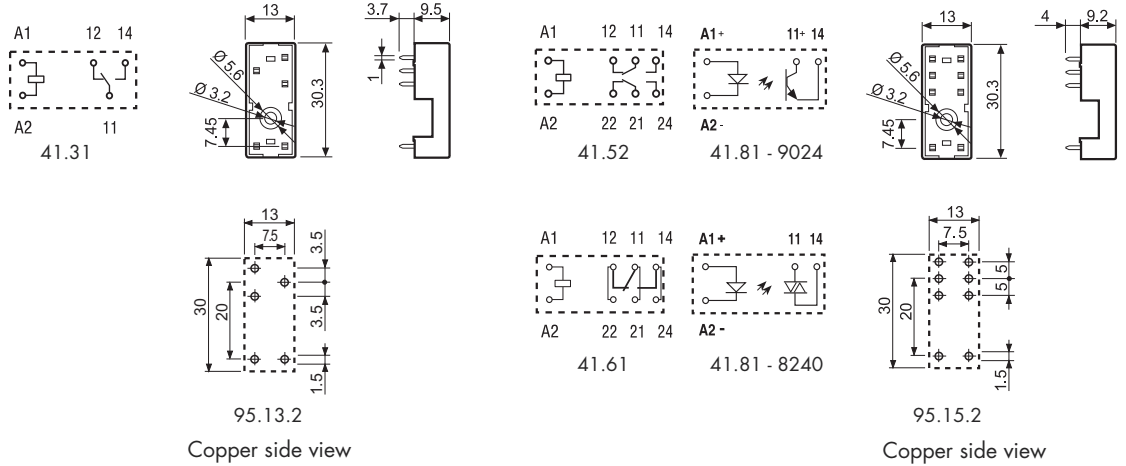 A1 12 14
A2 11
41.31
13
Ø 5.6
Ø 3.2
7.45
30.3
3.7 9.5
1
A1 12 11 14
A2 22 21 24
41.52
A1+ 11+ 14
A2-
41.81 - 9024
13
Ø 5.6
Ø 3.2
7.45
30.3
4 9.2
13
7.5
3.5
30
20
3.5
1.5
95.13.2
Copper side view
A1 12 11 14
A2 22 21 24
41.61
A1+ 11 14
A2 -
41.81 - 8240
13
7.5
5
30
20
5
1.5
95.15.2
Copper side view